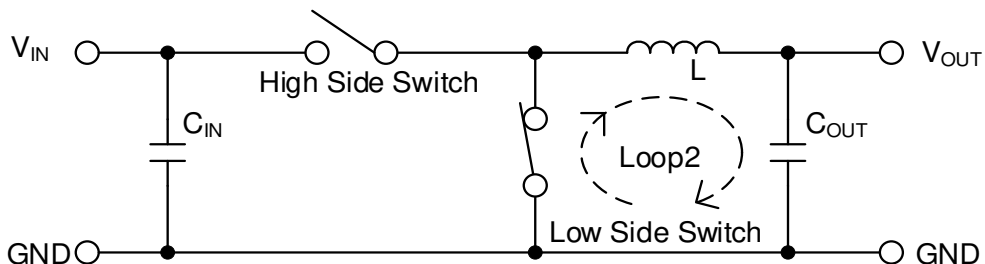 V_IN
V_OUT
High Side Switch
L
C_IN
C_OUT
Loop2
Low Side Switch
GND
GND